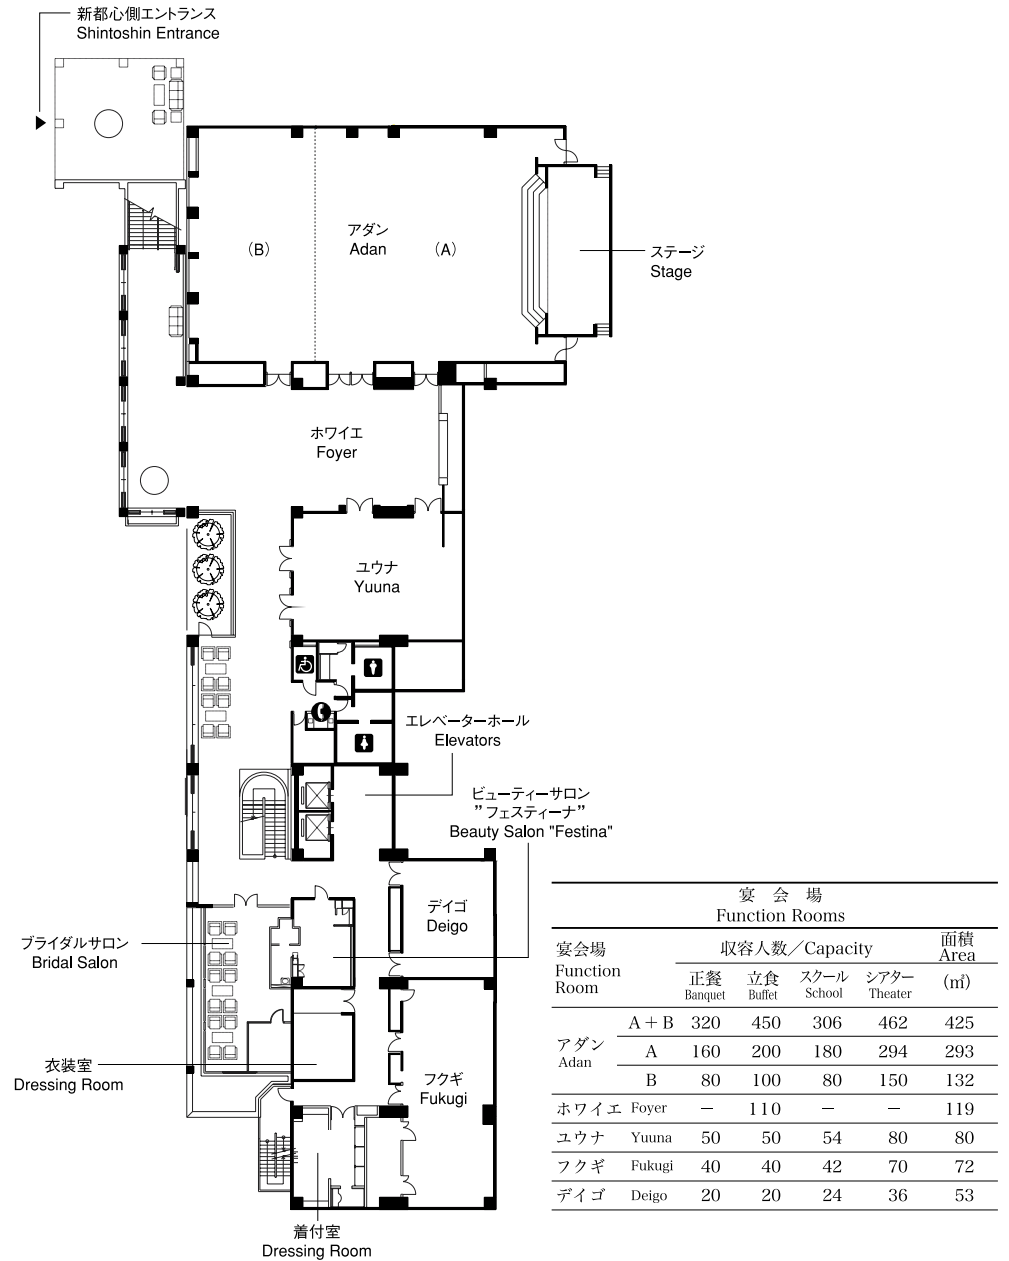 新都心側エントランス
Shintoshin Entrance
アダン
Adan
(B)
(A)
ステージ
Stage
ホワイエ
Foyer
ユウナ
Yuuna
エレベーターホール
Elevators
ビューティーサロン
”フェスティーナ”
Beauty Salon "Festina"
デイゴ
Deigo
ブライダルサロン
Bridal Salon
衣装室
Dressing Room
フクギ
Fukugi
着付室
Dressing Room
宴 会 場
Function Rooms
宴会場
Function
Room
収容人数／Capacity
面積
Area
正餐 立食 スクール シアター (㎡)
Banquet Buffet School Theater
アダン
Adan
A＋B 320 450 306 462 425
A 160 200 180 294 293
B 80 100 80 150 132
ホワイエ Foyer － 110 － － 119
ユウナ Yuuna 50 50 54 80 80
フクギ Fukugi 40 40 42 70 72
デイゴ Deigo 20 20 24 36 53